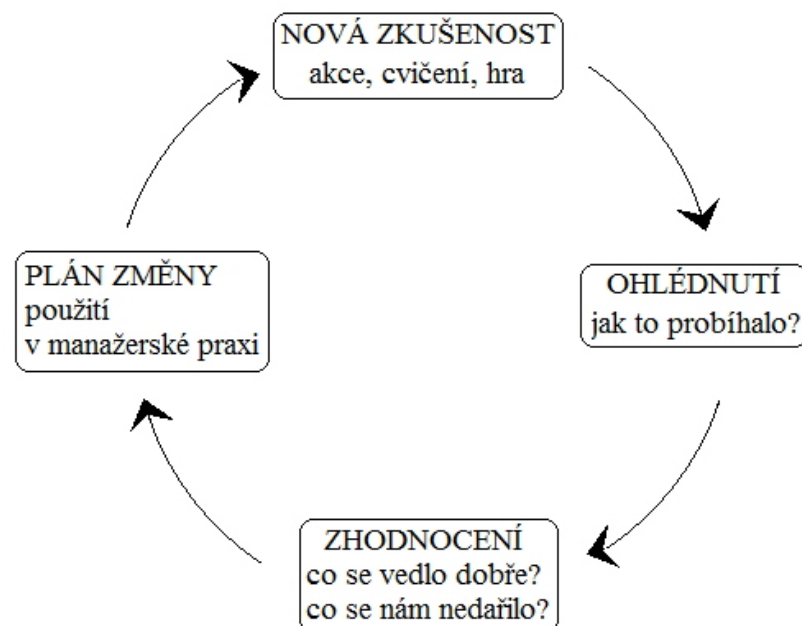 NOVÁ ZKUŠENOST
akce, cvičení, hra
OHLÉDNUTÍ
jak to probíhalo?
ZHODNOCENÍ
co se vedlo dobře?
co se nám nedařilo?
PLÁN ZMĚNY
použití
v manažerské praxi